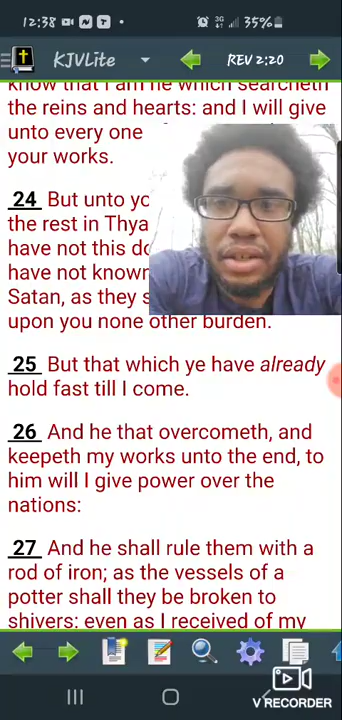 12:38
3G
35%
KJVLite
REV 2:20
know that I am he which searcheth
the reins and hearts: and I will give
unto every one
your works.
24 But unto yo
the rest in Thya
have not this do
have not known
Satan, as they s
upon you none other burden.
25 But that which ye have already
hold fast till I come.
26 And he that overcometh, and
keepeth my works unto the end, to
him will I give power over the
nations:
27 And he shall rule them with a
rod of iron; as the vessels of a
potter shall they be broken to
shivers: even as I received of my
V RECORDER